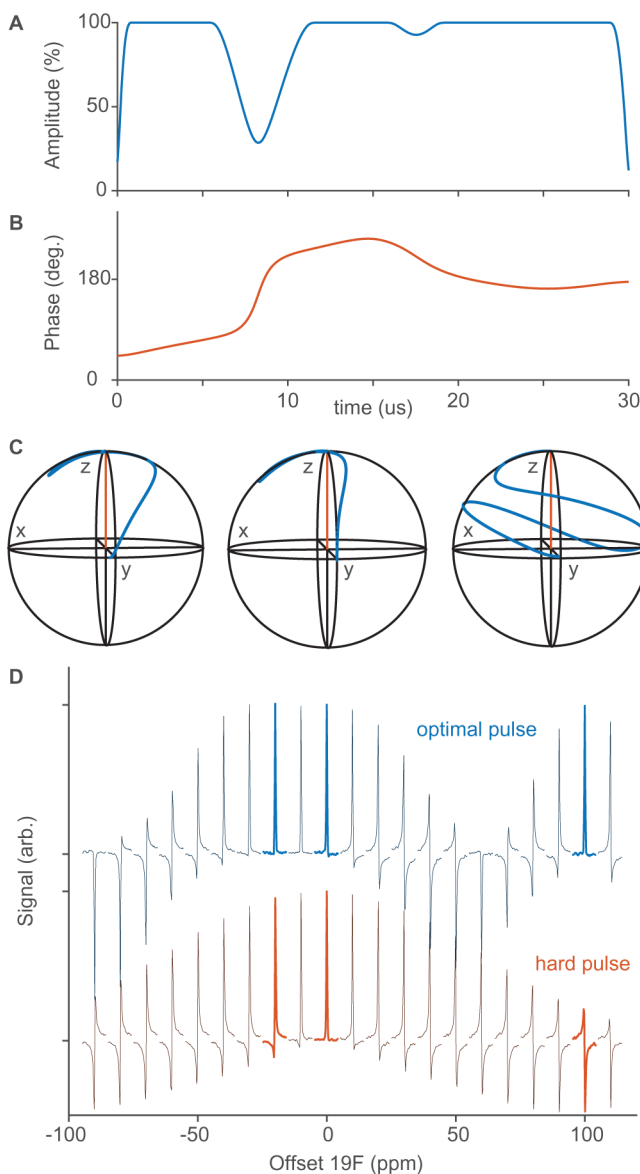 A
100
50
0
Amplitude (%)
B
180
0
Phase (deg.)
0
10
20
30
time (us)
C
z
x
y
z
x
y
z
x
y
D
optimal pulse
hard pulse
Signal (arb.)
-100
-50
0
50
100
Offset 19F (ppm)